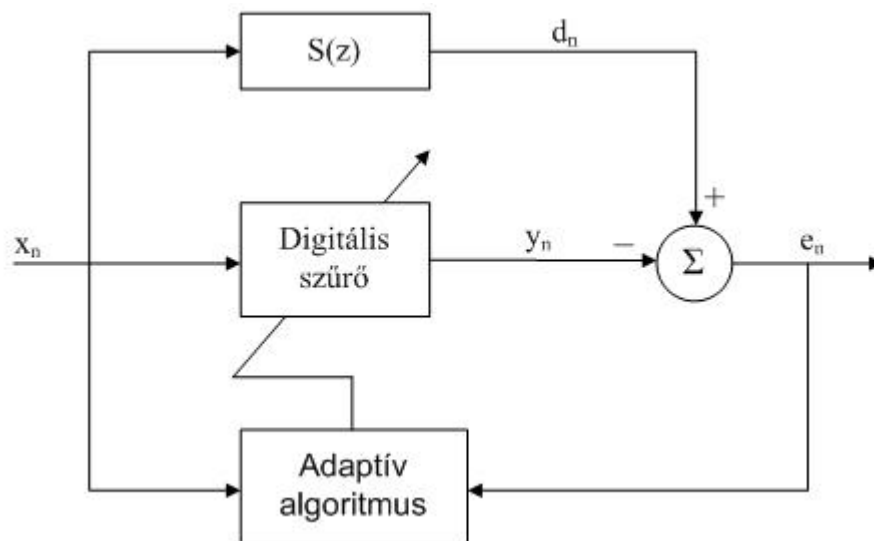 S(z)
dₙ
xₙ
Digitális
szűrő
yₙ
+
−
Σ
eₙ
Adaptív
algoritmus